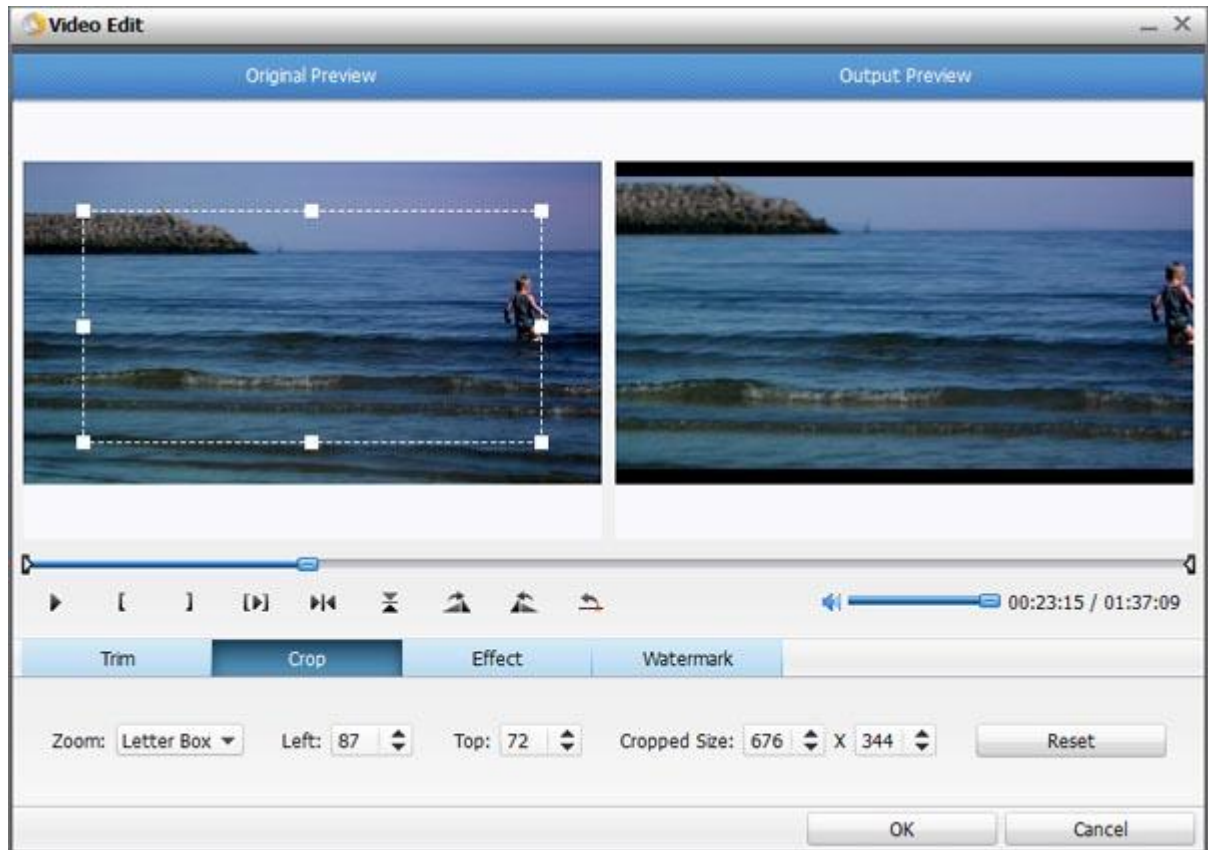 Video Edit
Original Preview Output Preview
00:23:15 / 01:37:09
Trim Crop Effect Watermark
Zoom: Letter Box Left: 87 Top: 72 Cropped Size: 676 X 344 Reset
OK Cancel